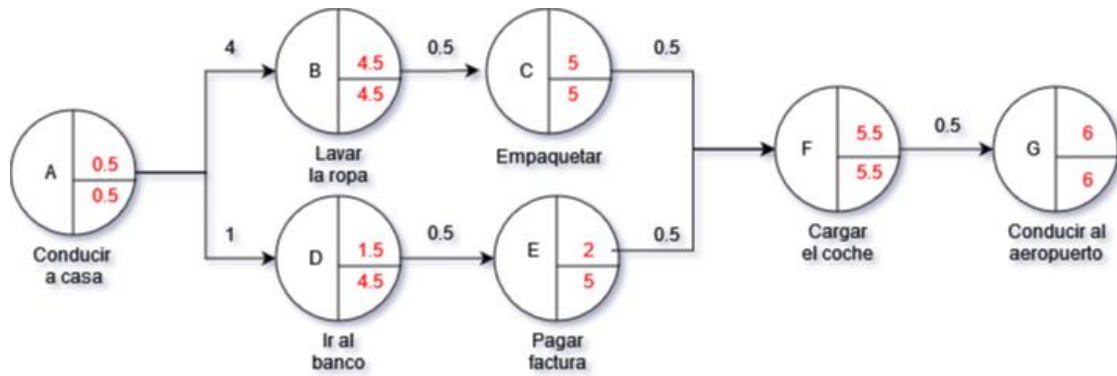 4
B
4.5
4.5
0.5
C
5
5
0.5
Lavar
la ropa
Empaquetar
A
0.5
0.5
Conducir
a casa
1
D
1.5
4.5
0.5
E
2
5
0.5
Ir al
banco
Pagar
factura
F
5.5
5.5
0.5
Cargar
el coche
G
6
6
Conducir al
aeropuerto